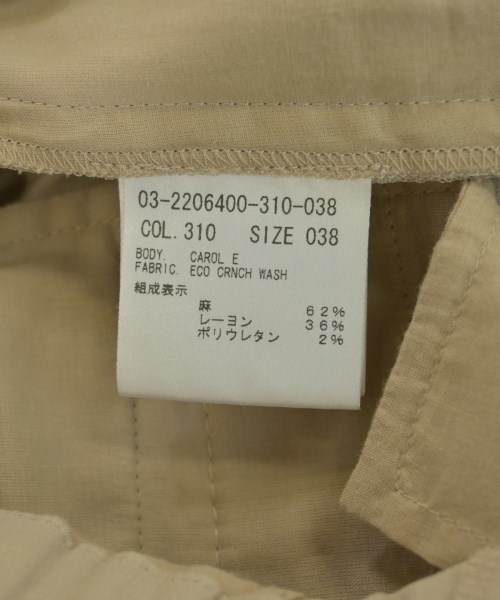 03-2206400-310-038
COL. 310 SIZE 038
BODY. CAROL E
FABRIC. ECO CRNCH WASH
組成表示
麻 62%
レーヨン 36%
ポリウレタン 2%